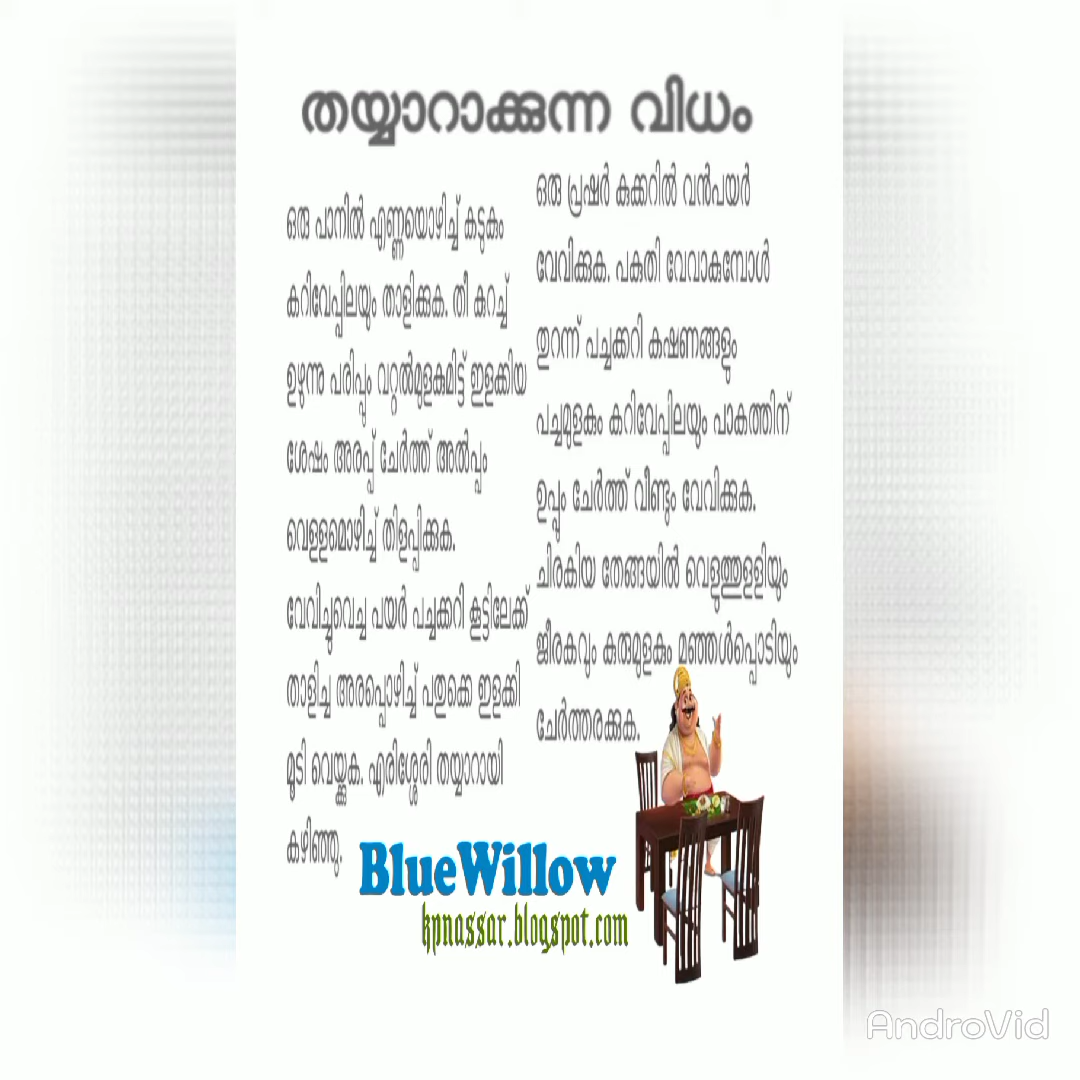 തയ്യാറാക്കുന്ന വിധം
ഒരു പാനിൽ എണ്ണയൊഴിച്ച് കടുകും
കറിവേപ്പിലയും താളിക്കുക. തീ കുറച്ച്
ഉഴുന്നു പരിപ്പും വറ്റൽമുളകുമിട്ട് ഇളക്കിയ
ശേഷം അരപ്പ് ചേർത്ത് അൽപ്പം
വെളളമൊഴിച്ച് തിളപ്പിക്കുക.
വേവിച്ചുവെച്ച പയർ പച്ചക്കറി കൂട്ടിലേക്ക്
താളിച്ച അരപ്പൊഴിച്ച് പതുക്കെ ഇളക്കി
മൂടി വെയ്ക്കുക. എരിശ്ശേരി തയ്യാറായി
കഴിഞ്ഞു.
ഒരു പ്രഷർ കുക്കറിൽ വൻപയർ
വേവിക്കുക. പകുതി വേവാകുമ്പോൾ
തുറന്ന് പച്ചക്കറി കഷണങ്ങളും
പച്ചമുളകും കറിവേപ്പിലയും പാകത്തിന്
ഉപ്പും ചേർത്ത് വീണ്ടും വേവിക്കുക.
ചിരകിയ തേങ്ങയിൽ വെളുത്തുളളിയും
ജീരകവും കുരുമുളകും മഞ്ഞൾപ്പൊടിയും
ചേർത്തരക്കുക.
BlueWillow
kpnassar.blogspot.com
AndroVid